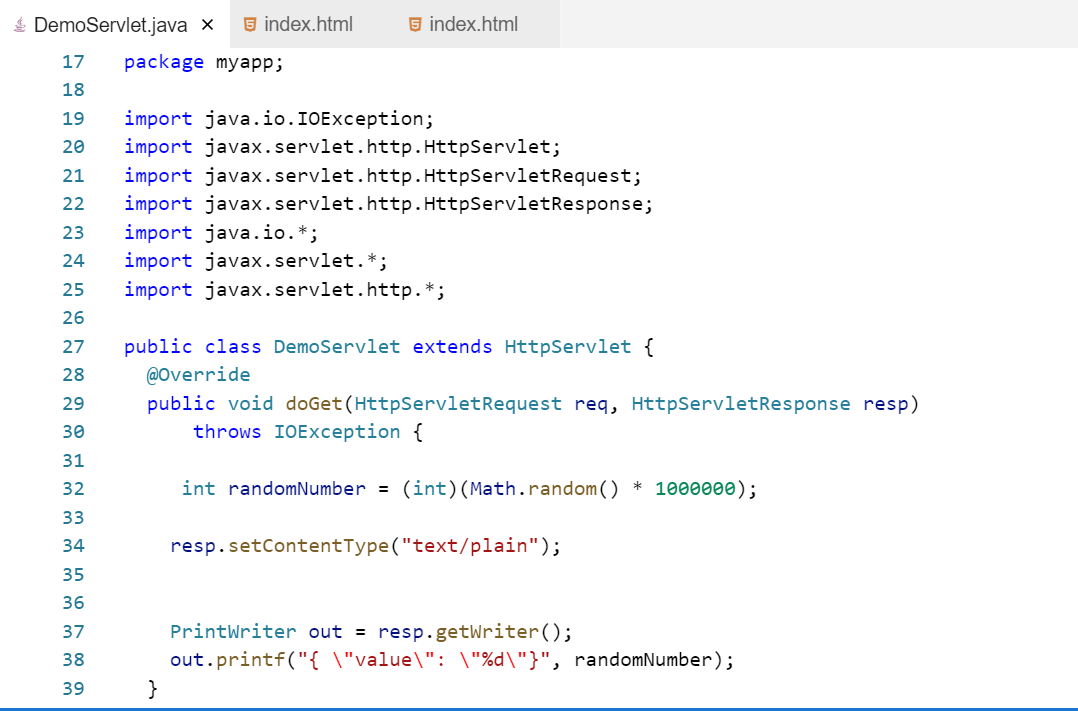 DemoServlet.java × index.html index.html
17 package myapp;
18
19 import java.io.IOException;
20 import javax.servlet.http.HttpServlet;
21 import javax.servlet.http.HttpServletRequest;
22 import javax.servlet.http.HttpServletResponse;
23 import java.io.*;
24 import javax.servlet.*;
25 import javax.servlet.http.*;
26
27 public class DemoServlet extends HttpServlet {
28   @Override
29   public void doGet(HttpServletRequest req, HttpServletResponse resp)
30       throws IOException {
31
32      int randomNumber = (int)(Math.random() * 1000000);
33
34     resp.setContentType("text/plain");
35
36
37     PrintWriter out = resp.getWriter();
38     out.printf("{ \"value\": \"%d\"}", randomNumber);
39   }